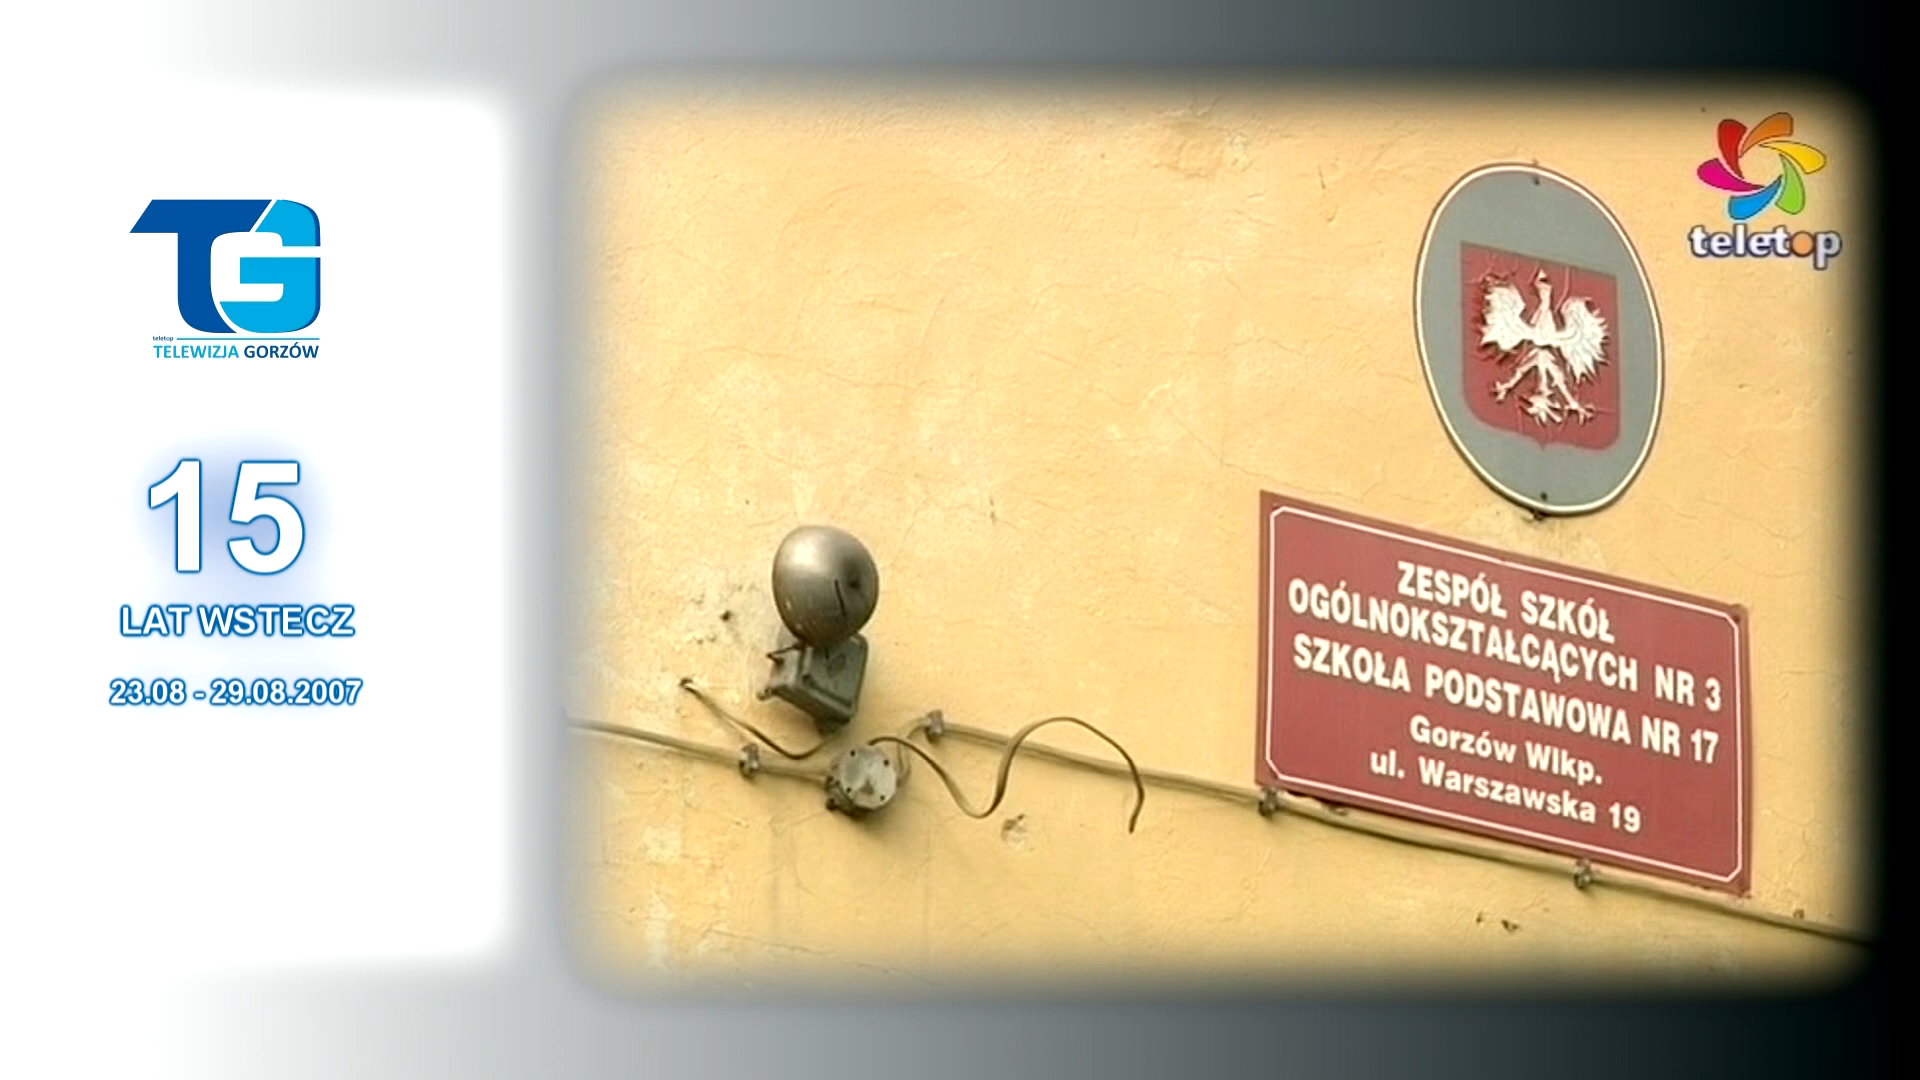 teletop
TELEWIZJA GORZÓW
15
LAT WSTECZ
23.08 - 29.08.2007
teletop
ZESPÓŁ SZKÓŁ
OGÓLNOKSZTAŁCĄCYCH NR 3
SZKOŁA PODSTAWOWA NR 17
Gorzów Wlkp.
ul. Warszawska 19